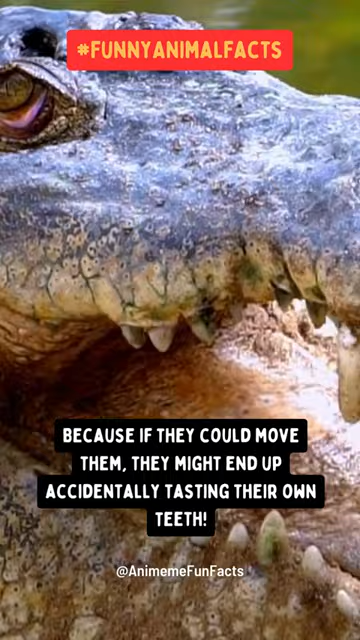 #FUNNYANIMALFACTS
BECAUSE IF THEY COULD MOVE
THEM, THEY MIGHT END UP
ACCIDENTALLY TASTING THEIR OWN
TEETH!
@AnimemeFunFacts